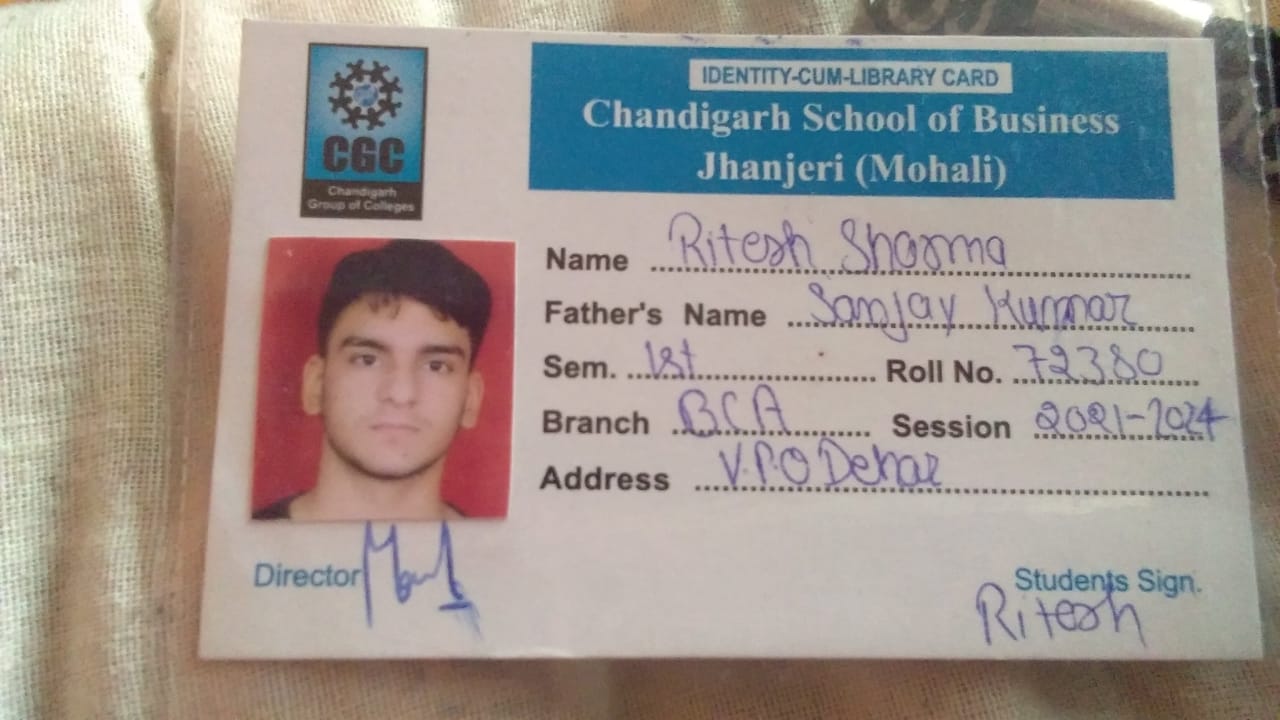 CGC
Chandigarh
Group of Colleges
IDENTITY-CUM-LIBRARY CARD
Chandigarh School of Business
Jhanjeri (Mohali)
Name Ritesh Sharma
Father's Name Sanjay Kumar
Sem. 1st Roll No. 72380
Branch BCA Session 2021-2024
Address V.P.O Dehar
Director
Students Sign.
Ritesh